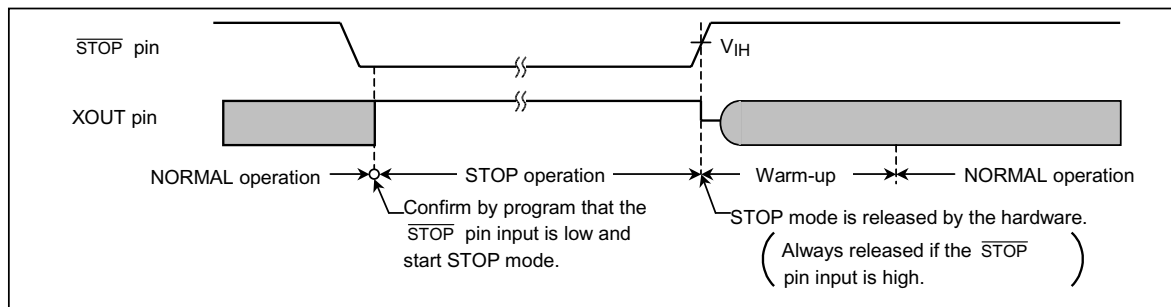 STOP pin
VIH
XOUT pin
NORMAL operation
STOP operation
Warm-up
NORMAL operation
Confirm by program that the
STOP pin input is low and
start STOP mode.
STOP mode is released by the hardware.
( Always released if the STOP
pin input is high. )